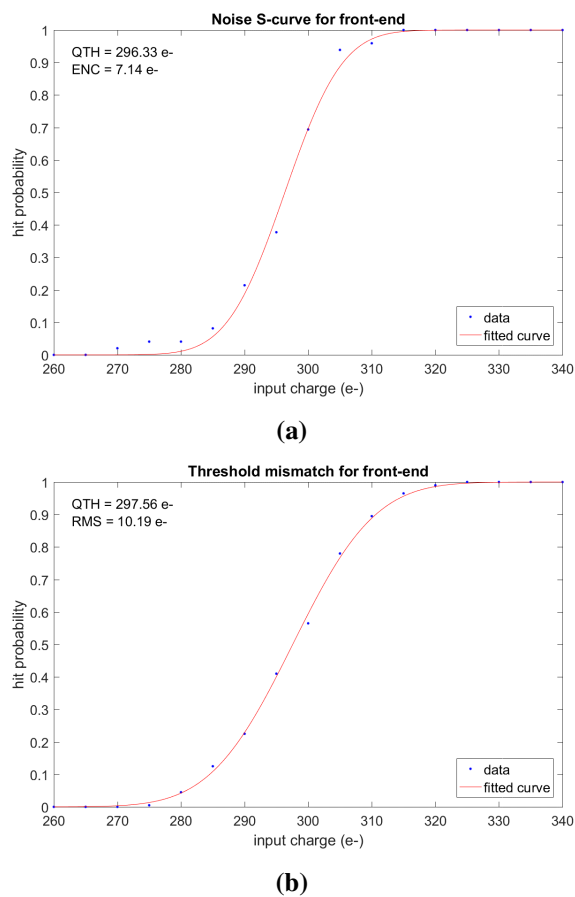 Noise S-curve for front-end
QTH = 296.33 e-
ENC = 7.14 e-
1
0.9
0.8
0.7
0.6
0.5
0.4
0.3
0.2
0.1
0
hit probability
data
fitted curve
260 270 280 290 300 310 320 330 340
input charge (e-)
(a)
Threshold mismatch for front-end
QTH = 297.56 e-
RMS = 10.19 e-
1
0.9
0.8
0.7
0.6
0.5
0.4
0.3
0.2
0.1
0
hit probability
data
fitted curve
260 270 280 290 300 310 320 330 340
input charge (e-)
(b)